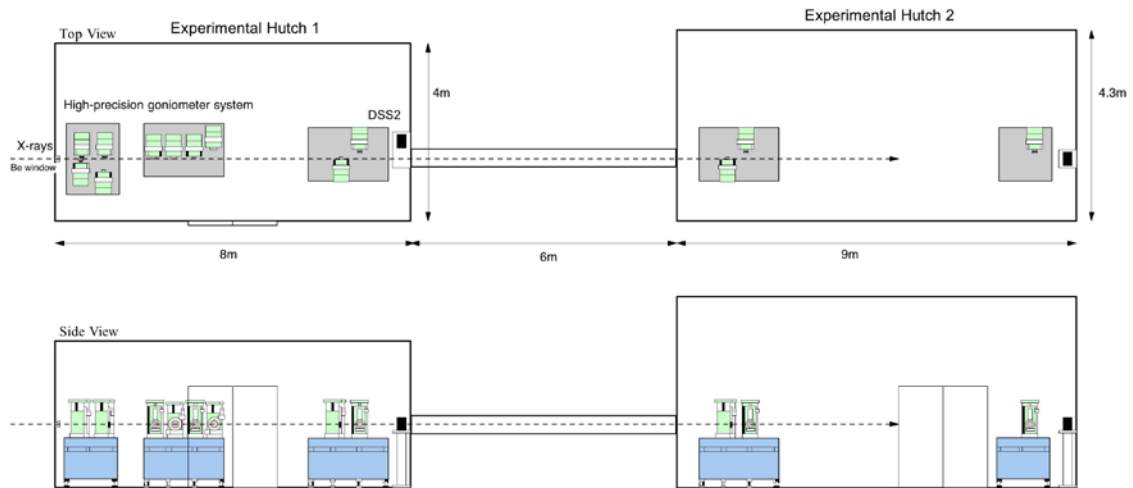 Experimental Hutch 1
Experimental Hutch 2
Top View
High-precision goniometer system
DSS2
4m
4.3m
X-rays
Be window
8m
6m
9m
Side View